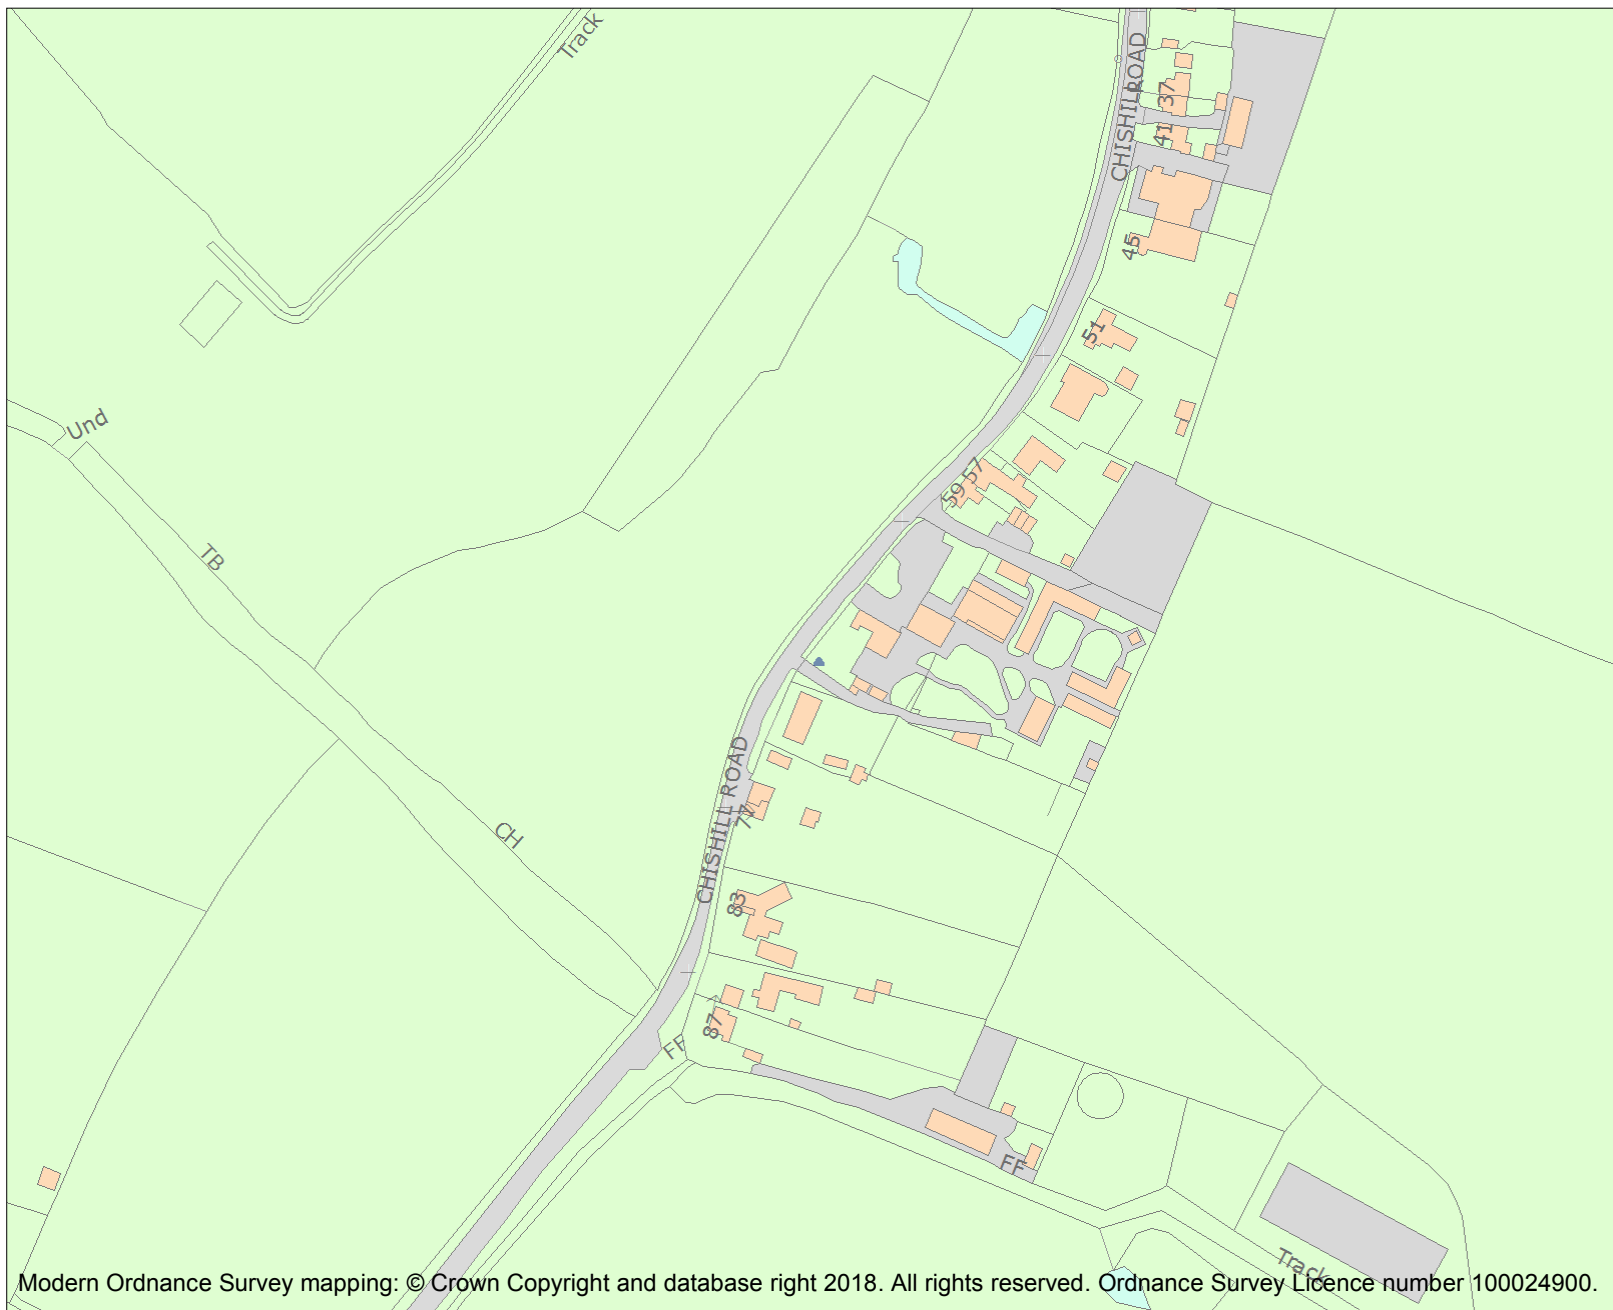 Track
CHISHILL ROAD
37
41
45
51
Und
57
59
TB
CHISHILL ROAD
77
CH
83
87
FF
FF
Track
Modern Ordnance Survey mapping: © Crown Copyright and database right 2018. All rights reserved. Ordnance Survey Licence number 100024900.